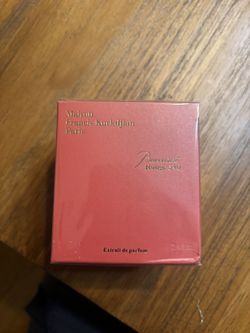 Maison
Francis Kurkdjian
Paris
Baccarat
Rouge 540
Extrait de parfum